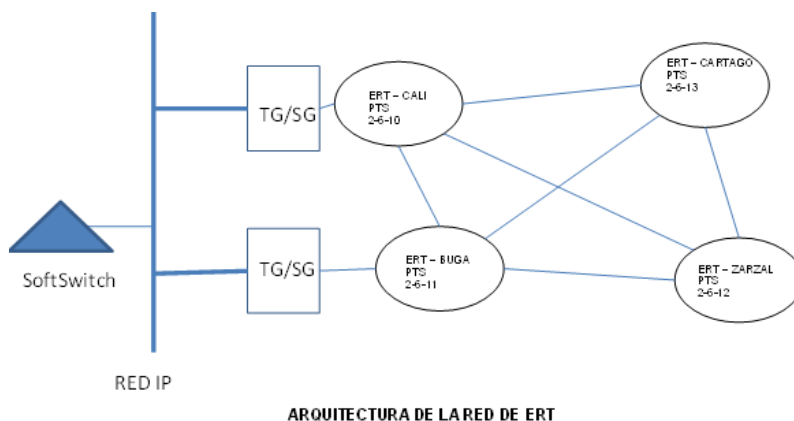 TG/SG
ERT – CALI
PTS
2-6-10
ERT – CARTAGO
PTS
2-6-13
SoftSwitch
TG/SG
ERT – BUGA
PTS
2-6-11
ERT – ZARZAL
PTS
2-6-12
RED IP
ARQUITECTURA DE LA RED DE ERT